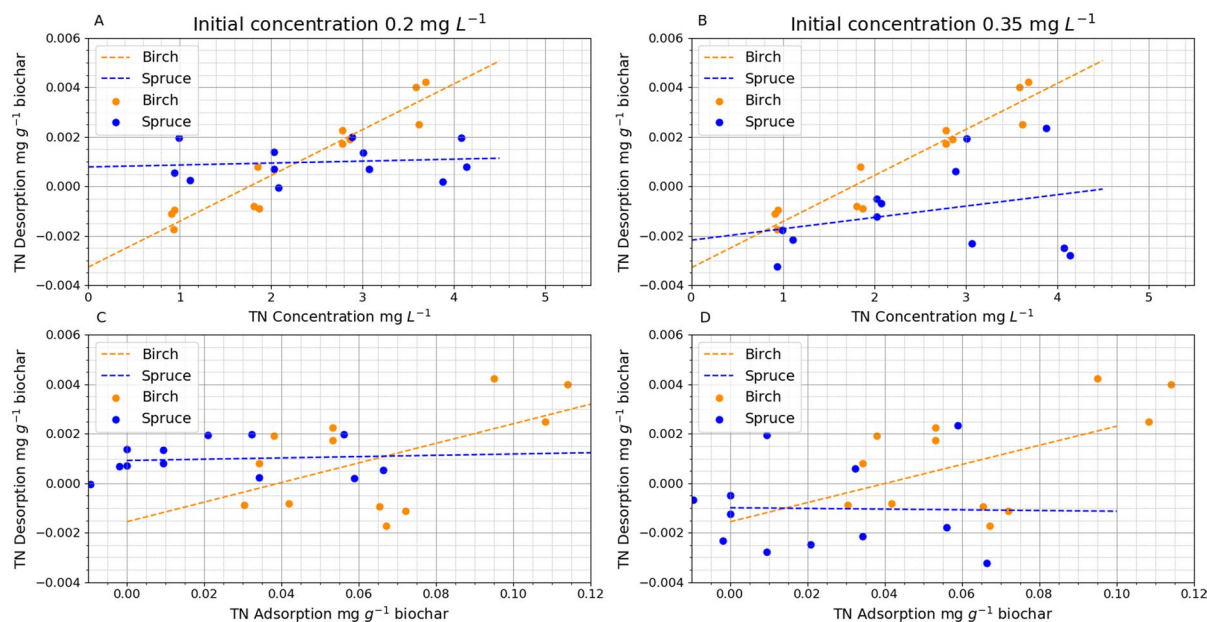 A
Initial concentration 0.2 mg L⁻¹
TN Desorption mg g⁻¹ biochar
0.006
0.004
0.002
0.000
−0.002
−0.004
Birch
Spruce
Birch
Spruce
0 1 2 3 4 5
TN Concentration mg L⁻¹
B
Initial concentration 0.35 mg L⁻¹
TN Desorption mg g⁻¹ biochar
0.006
0.004
0.002
0.000
−0.002
−0.004
Birch
Spruce
Birch
Spruce
0 1 2 3 4 5
TN Concentration mg L⁻¹
C
TN Desorption mg g⁻¹ biochar
0.006
0.004
0.002
0.000
−0.002
−0.004
Birch
Spruce
Birch
Spruce
0.00 0.02 0.04 0.06 0.08 0.10 0.12
TN Adsorption mg g⁻¹ biochar
D
TN Desorption mg g⁻¹ biochar
0.006
0.004
0.002
0.000
−0.002
−0.004
Birch
Spruce
Birch
Spruce
0.00 0.02 0.04 0.06 0.08 0.10 0.12
TN Adsorption mg g⁻¹ biochar